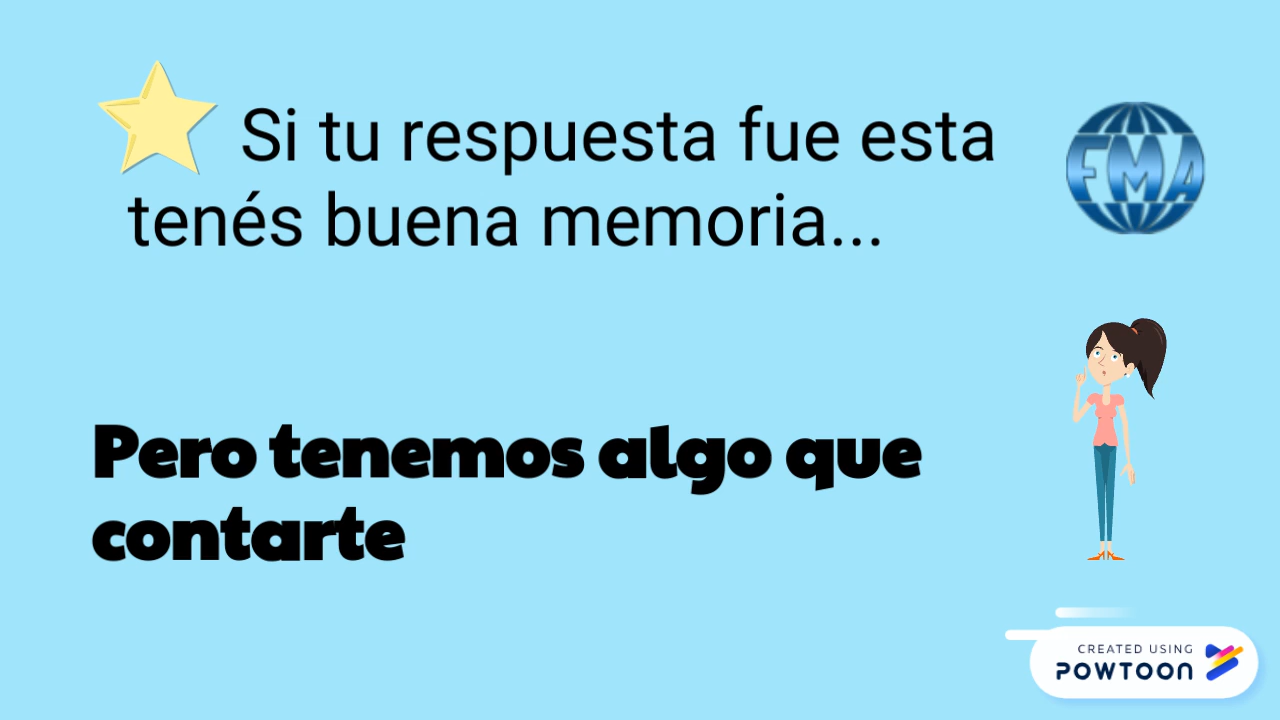 Si tu respuesta fue esta
tenés buena memoria...
FMA
Pero tenemos algo que
contarte
CREATED USING
POWTOON